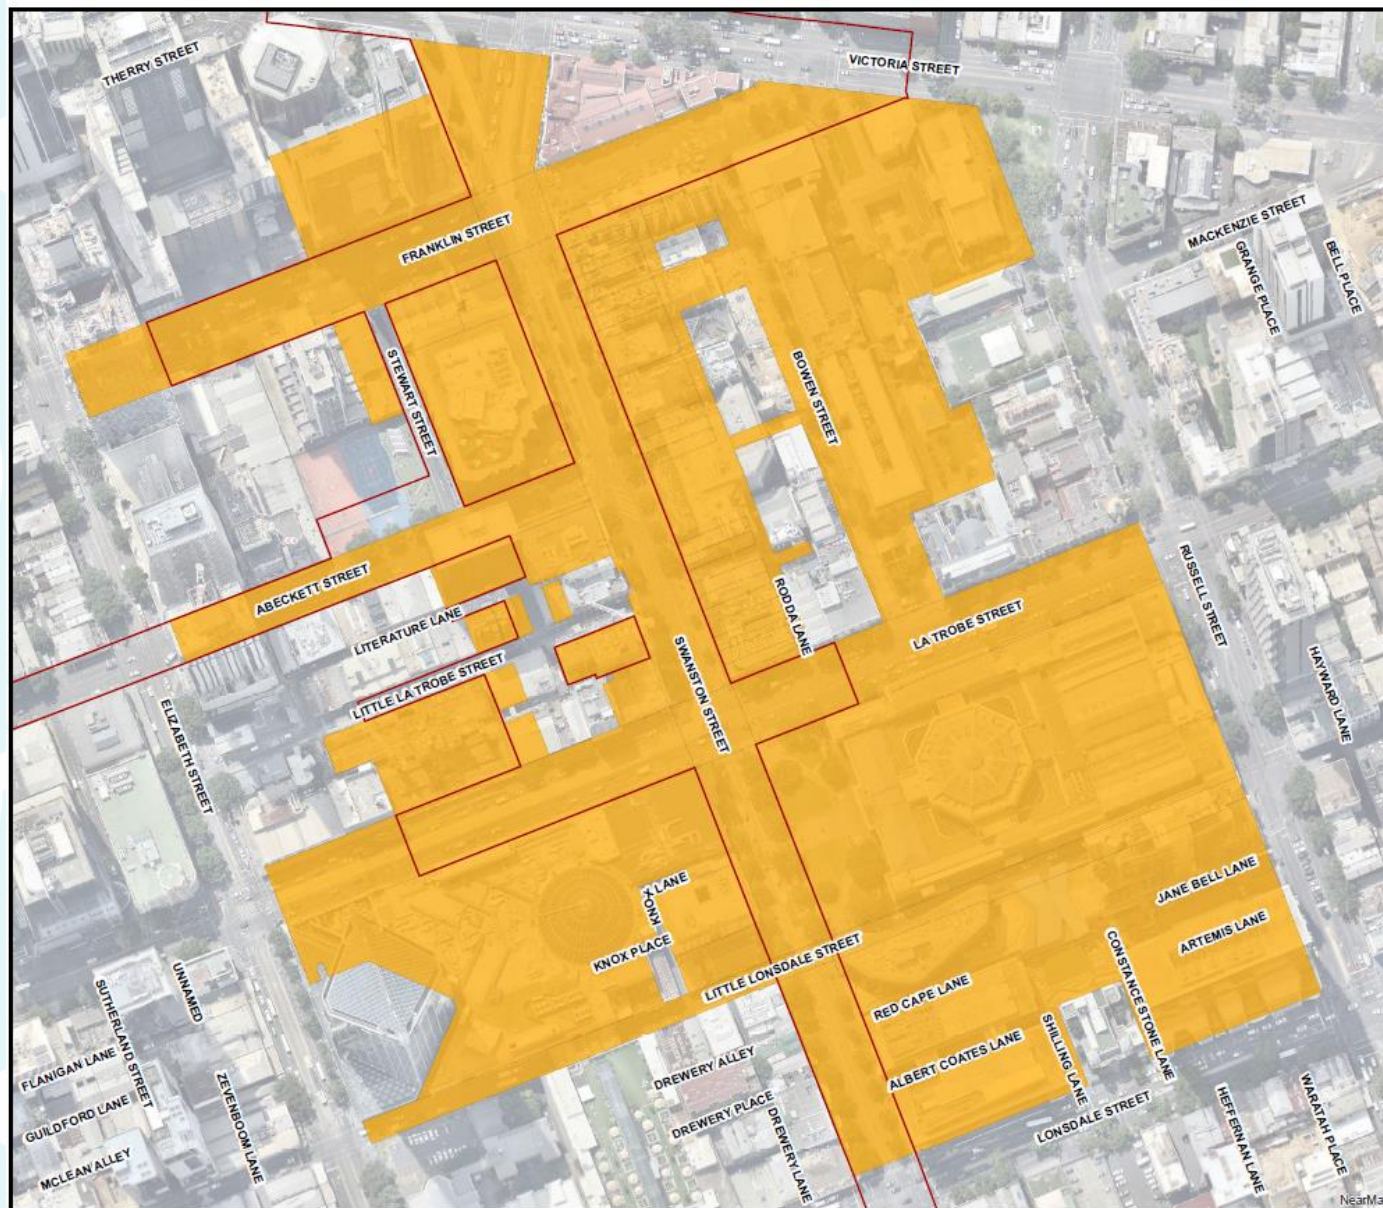 THERRY STREET
VICTORIA STREET
MACKENZIE STREET
FRANKLIN STREET
GRANGE PLACE
BELL PLACE
STEWART STREET
BOWEN STREET
ABECKETT STREET
LITERATURE LANE
RODDA LANE
RUSSELL STREET
LA TROBE STREET
LITTLE LA TROBE STREET
SWANSTON STREET
HAYWARD LANE
ELIZABETH STREET
KNOX LANE
KNOX PLACE
JANE BELL LANE
ARTEMIS LANE
LITTLE LONSDALE STREET
CONSTANCE STONE LANE
RED CAPE LANE
UNNAMED
SUTHERLAND STREET
SHILLING LANE
ALBERT COATES LANE
FLANIGAN LANE
DREWERY ALLEY
ZEVENBOOM LANE
GUILDFORD LANE
DREWERY PLACE
DREWERY LANE
LONSDALE STREET
HEFFERNAN LANE
WARATAH PLACE
MCLEAN ALLEY
NearMa